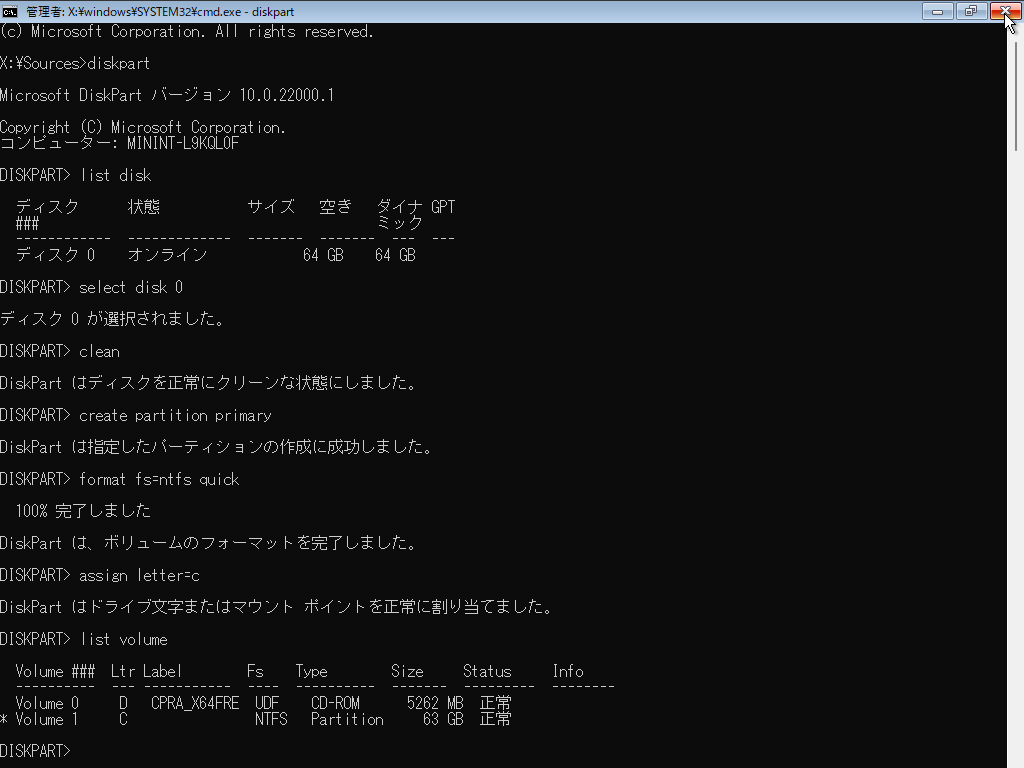 管理者: X:¥windows¥SYSTEM32¥cmd.exe - diskpart
(c) Microsoft Corporation. All rights reserved.
X:¥Sources>diskpart
Microsoft DiskPart バージョン 10.0.22000.1
Copyright (C) Microsoft Corporation.
コンピューター: MININT-L9KQL0F
DISKPART> list disk
ディスク 状態 サイズ 空き ダイナ GPT
### ミック
------------ ------------- ------- ------- --- ---
ディスク 0 オンライン 64 GB 64 GB
DISKPART> select disk 0
ディスク 0 が選択されました。
DISKPART> clean
DiskPart はディスクを正常にクリーンな状態にしました。
DISKPART> create partition primary
DiskPart は指定したパーティションの作成に成功しました。
DISKPART> format fs=ntfs quick
100% 完了しました
DiskPart は、ボリュームのフォーマットを完了しました。
DISKPART> assign letter=c
DiskPart はドライブ文字またはマウント ポイントを正常に割り当てました。
DISKPART> list volume
Volume ### Ltr Label Fs Type Size Status Info
---------- --- ----------- ---- ---------- ------- --------- --------
Volume 0 D CPRA_X64FRE UDF CD-ROM 5262 MB 正常
* Volume 1 C NTFS Partition 63 GB 正常
DISKPART>